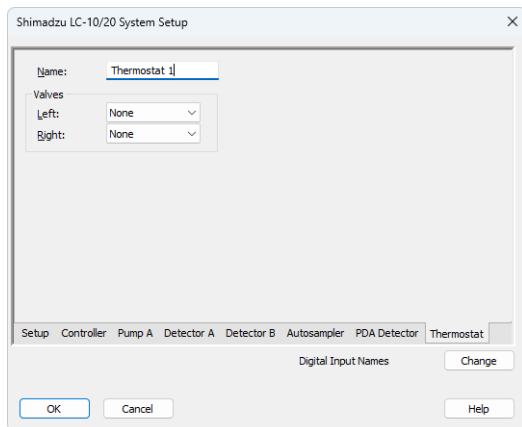 Shimadzu LC-10/20 System Setup
Name: Thermostat 1
Valves
Left: None
Right: None
Setup Controller Pump A Detector A Detector B Autosampler PDA Detector Thermostat
Digital Input Names Change
OK Cancel Help